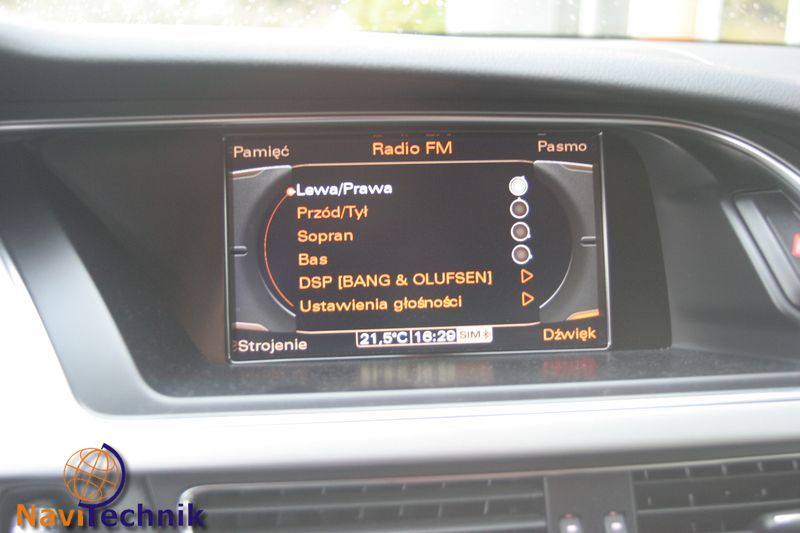 Pamięć Radio FM Pasmo
Lewa/Prawa
Przód/Tył
Sopran
Bas
DSP [BANG & OLUFSEN]
Ustawienia głośności
Strojenie 21,5°C 16:29 SIM Dźwięk
NaviTechnik